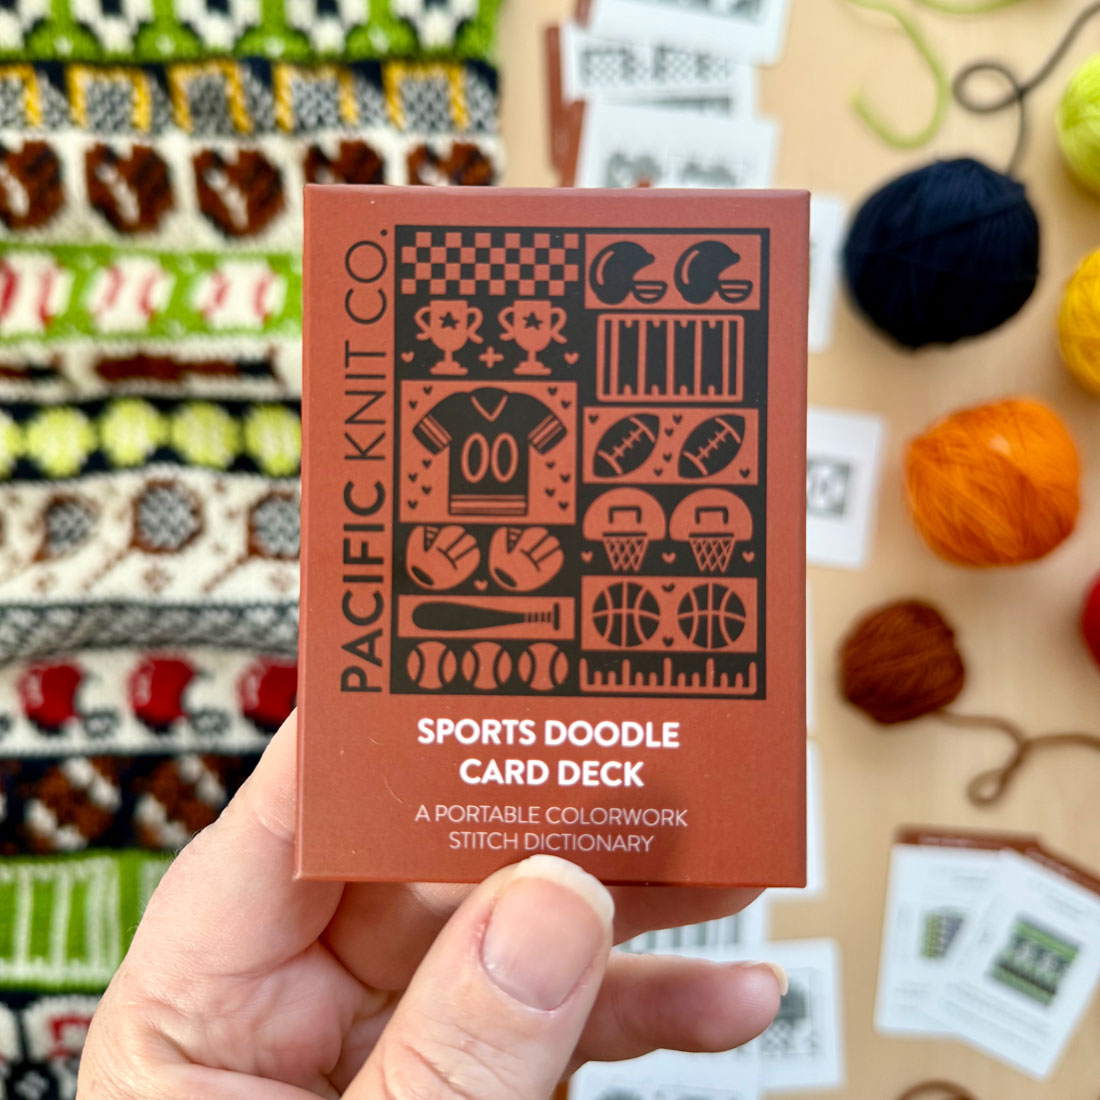 PACIFIC KNIT CO.
00
SPORTS DOODLE
CARD DECK
A PORTABLE COLORWORK
STITCH DICTIONARY